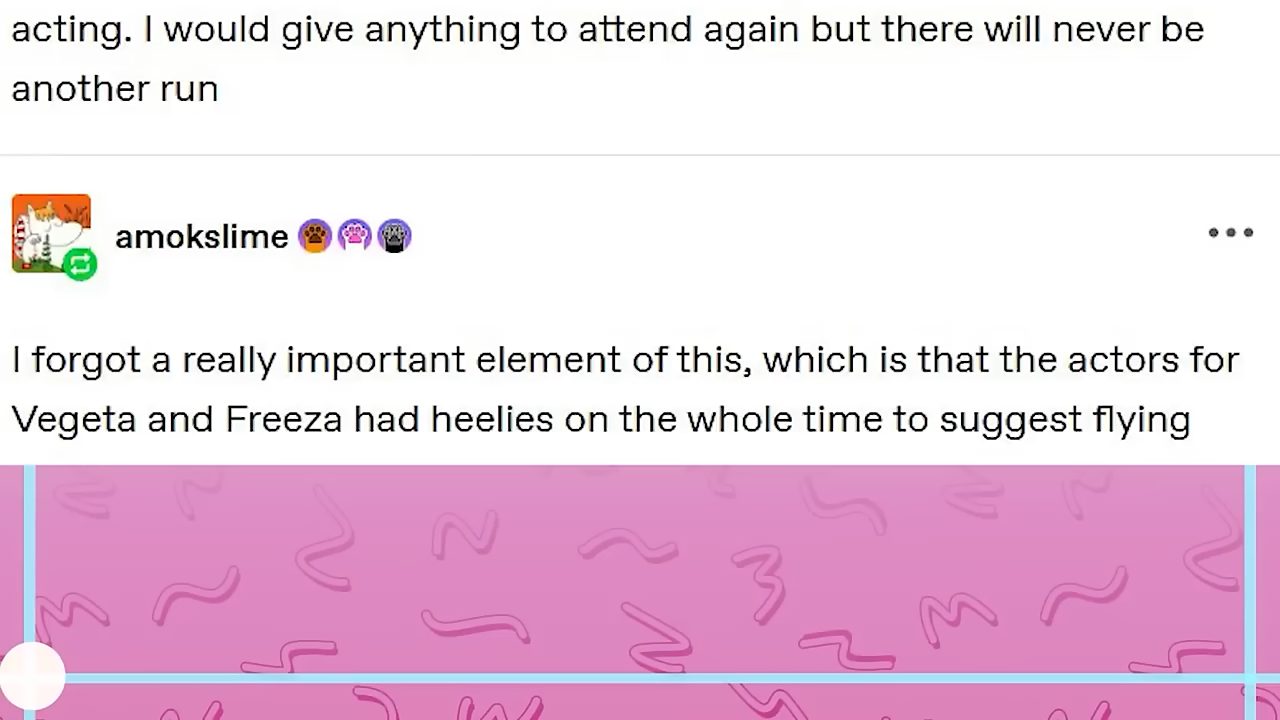 acting. I would give anything to attend again but there will never be
another run
amokslime
I forgot a really important element of this, which is that the actors for
Vegeta and Freeza had heelies on the whole time to suggest flying